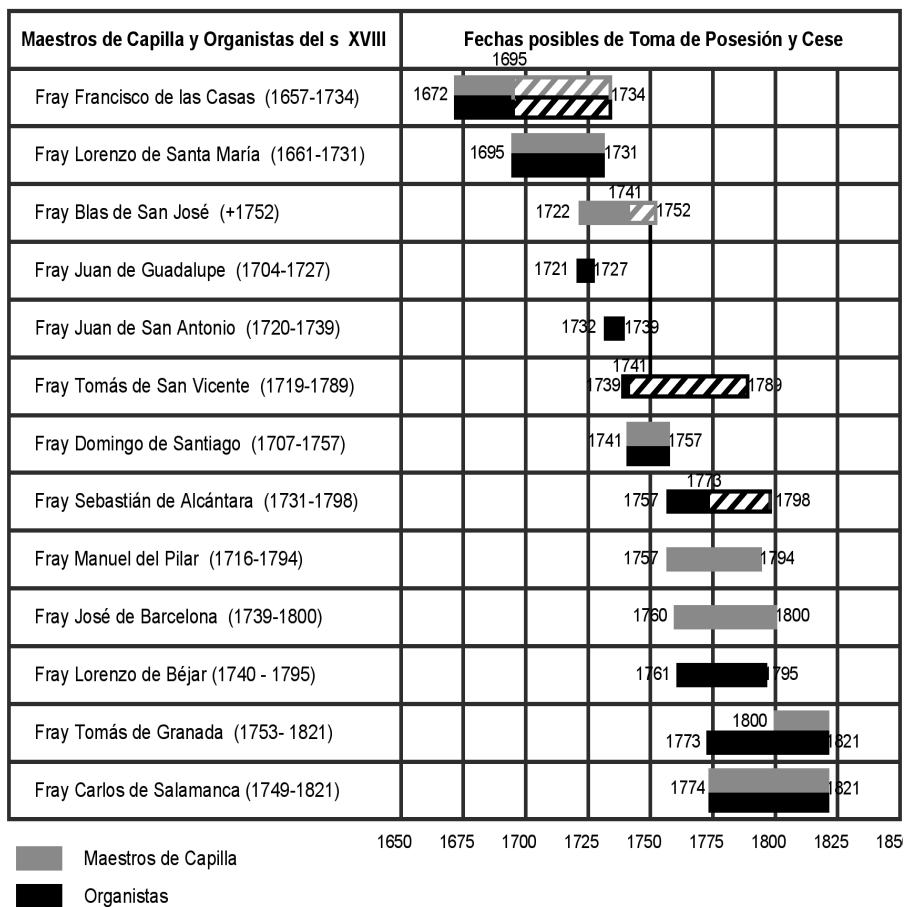 Maestros de Capilla y Organistas del s XVIII Fechas posibles de Toma de Posesión y Cese
1695
Fray Francisco de las Casas (1657-1734) 1672 1734
Fray Lorenzo de Santa María (1661-1731) 1695 1731
1741
Fray Blas de San José (+1752) 1722 1752
Fray Juan de Guadalupe (1704-1727) 1721 1727
Fray Juan de San Antonio (1720-1739) 1732 1739
1741
Fray Tomás de San Vicente (1719-1789) 1739 1789
Fray Domingo de Santiago (1707-1757) 1741 1757
1773
Fray Sebastián de Alcántara (1731-1798) 1757 1798
Fray Manuel del Pilar (1716-1794) 1757 1794
Fray José de Barcelona (1739-1800) 1760 1800
Fray Lorenzo de Béjar (1740 - 1795) 1761 1795
1800
Fray Tomás de Granada (1753- 1821) 1773 1821
Fray Carlos de Salamanca (1749-1821) 1774 1821
1650 1675 1700 1725 1750 1775 1800 1825 185
Maestros de Capilla
Organistas